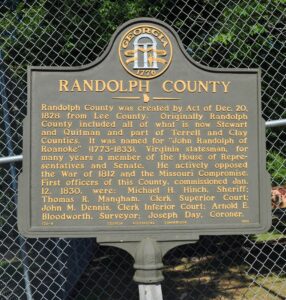 GEORGIA
1776
RANDOLPH COUNTY
Randolph County was created by Act of Dec. 20,
1828 from Lee County. Originally Randolph
County included all of what is now Stewart
and Quitman and part of Terrell and Clay
Counties. It was named for "John Randolph of
Roanoke" (1773-1833), Virginia statesman, for
many years a member of the House of Repre-
sentatives and Senate. He actively opposed
the War of 1812 and the Missouri Compromise.
First officers of this County, commissioned Jan.
12, 1830, were: Michael H. Hinch, Sheriff;
Thomas R. Mangham, Clerk Superior Court;
John M. Dennis, Clerk Inferior Court; Arnold E.
Bloodworth, Surveyor; Joseph Day, Coroner.
GEORGIA HISTORICAL COMMISSION